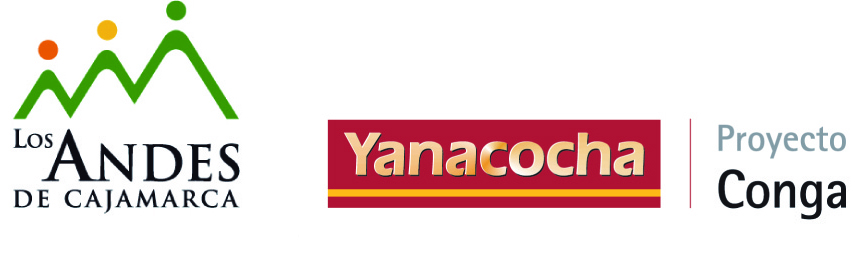 Los
ANDES
DE CAJAMARCA
Yanacocha
Proyecto
Conga